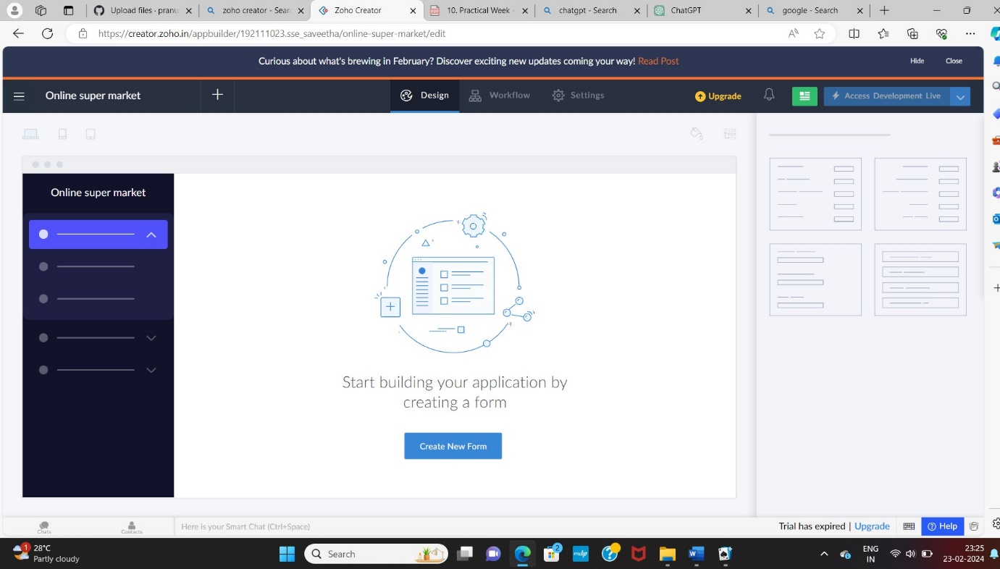 Upload files · pranu
zoho creator - Sear
Zoho Creator
10. Practical Week -
chatgpt - Search
ChatGPT
google - Search
https://creator.zoho.in/appbuilder/192111023.sse_saveetha/online-super-market/edit
Curious about what's brewing in February? Discover exciting new updates coming your way! Read Post
Hide
Close
Online super market
Design
Workflow
Settings
Upgrade
Access Development Live
Online super market
Start building your application by
creating a form
Create New Form
Chats
Contacts
Here is your Smart Chat (Ctrl+Space)
Trial has expired | Upgrade
Help
1
28°C
Partly cloudy
Search
2
myhp
ENG
IN
23:25
23-02-2024